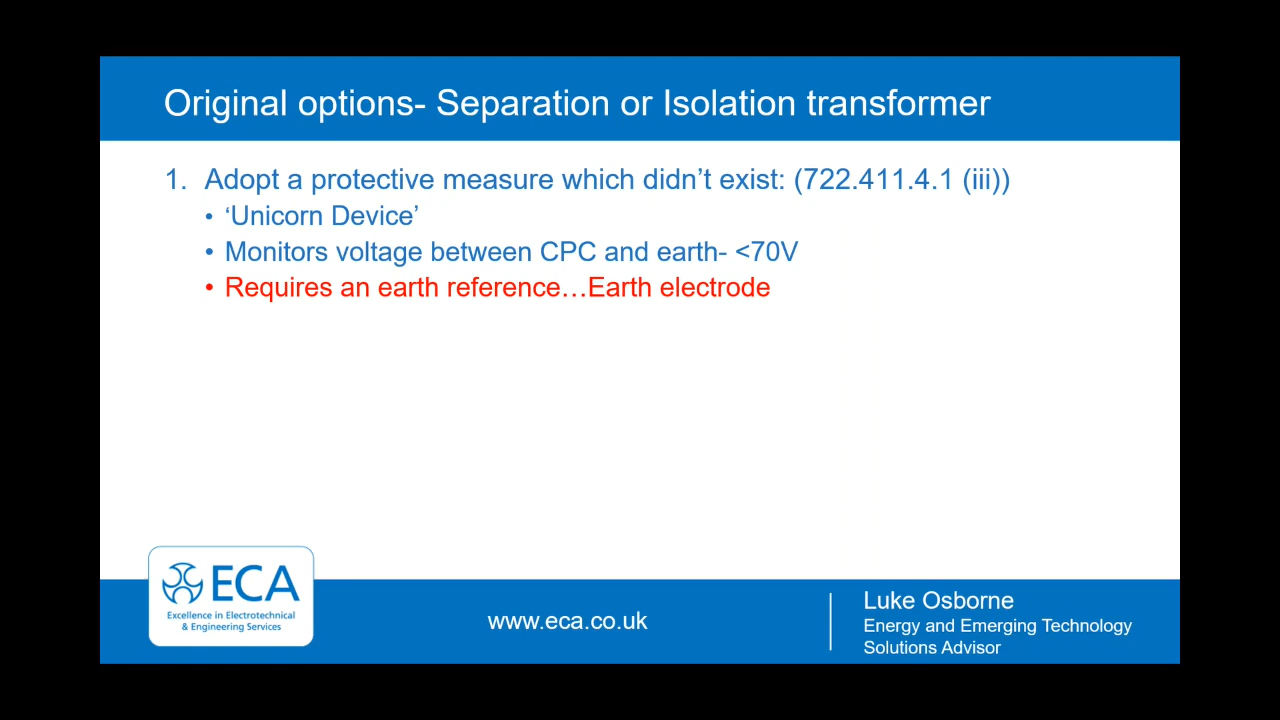 Original options- Separation or Isolation transformer
1. Adopt a protective measure which didn’t exist: (722.411.4.1 (iii))
• ‘Unicorn Device’
• Monitors voltage between CPC and earth- <70V
• Requires an earth reference…Earth electrode
ECA
Excellence in Electrotechnical
& Engineering Services
www.eca.co.uk
Luke Osborne
Energy and Emerging Technology
Solutions Advisor